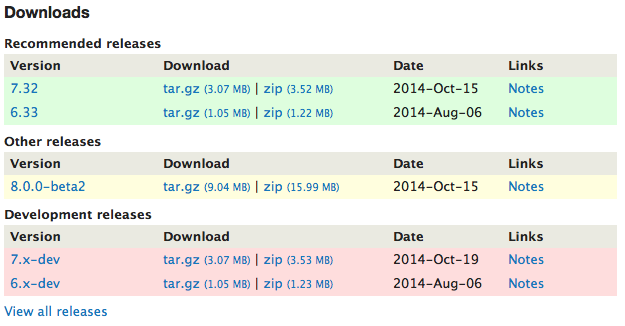 Downloads
Recommended releases
Version Download Date Links
7.32 tar.gz (3.07 MB) | zip (3.52 MB) 2014-Oct-15 Notes
6.33 tar.gz (1.05 MB) | zip (1.22 MB) 2014-Aug-06 Notes
Other releases
Version Download Date Links
8.0.0-beta2 tar.gz (9.04 MB) | zip (15.99 MB) 2014-Oct-15 Notes
Development releases
Version Download Date Links
7.x-dev tar.gz (3.07 MB) | zip (3.53 MB) 2014-Oct-19 Notes
6.x-dev tar.gz (1.05 MB) | zip (1.23 MB) 2014-Aug-06 Notes
View all releases